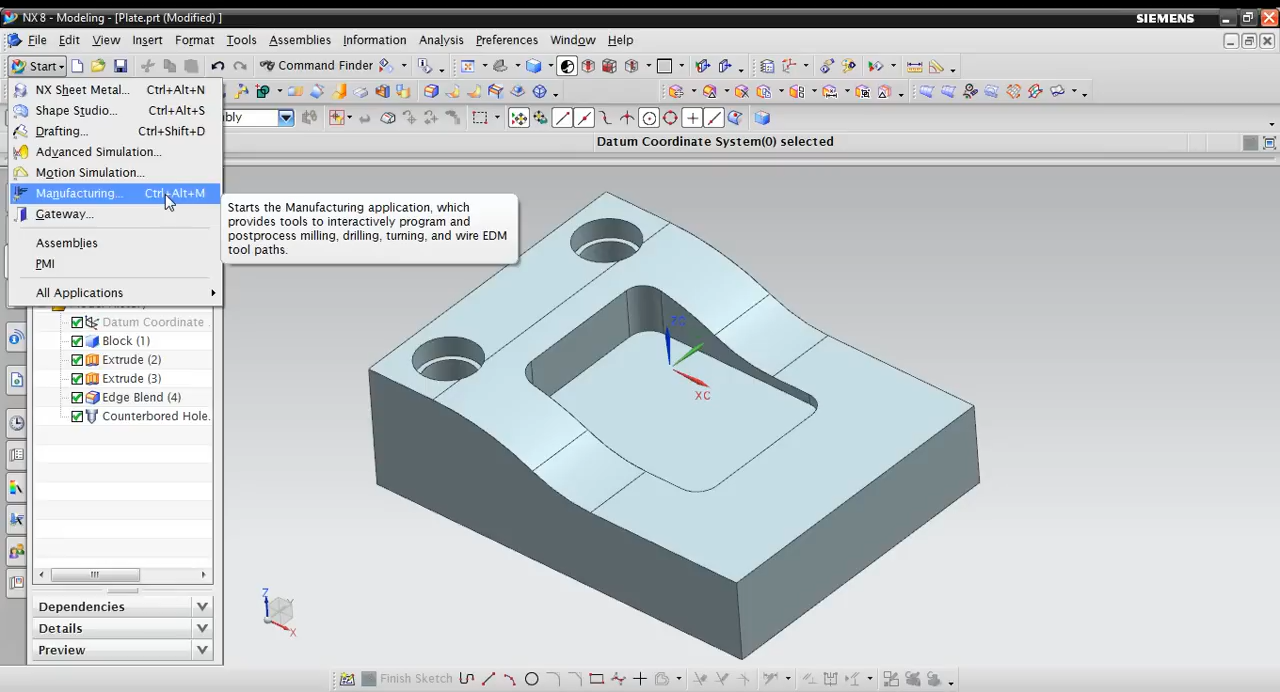 NX 8 - Modeling - [Plate.prt (Modified) ]
SIEMENS
File Edit View Insert Format Tools Assemblies Information Analysis Preferences Window Help
Start
Command Finder
NX Sheet Metal... Ctrl+Alt+N
Shape Studio... Ctrl+Alt+S
Drafting... Ctrl+Shift+D
Advanced Simulation...
Motion Simulation...
Manufacturing... Ctrl+Alt+M
Gateway...
Assemblies
PMI
All Applications
Datum Coordinate System(0) selected
Starts the Manufacturing application, which
provides tools to interactively program and
postprocess milling, drilling, turning, and wire EDM
tool paths.
Datum Coordinate
Block (1)
Extrude (2)
Extrude (3)
Edge Blend (4)
Counterbored Hole
Dependencies
Details
Preview
XC
Z
Y
X
Finish Sketch